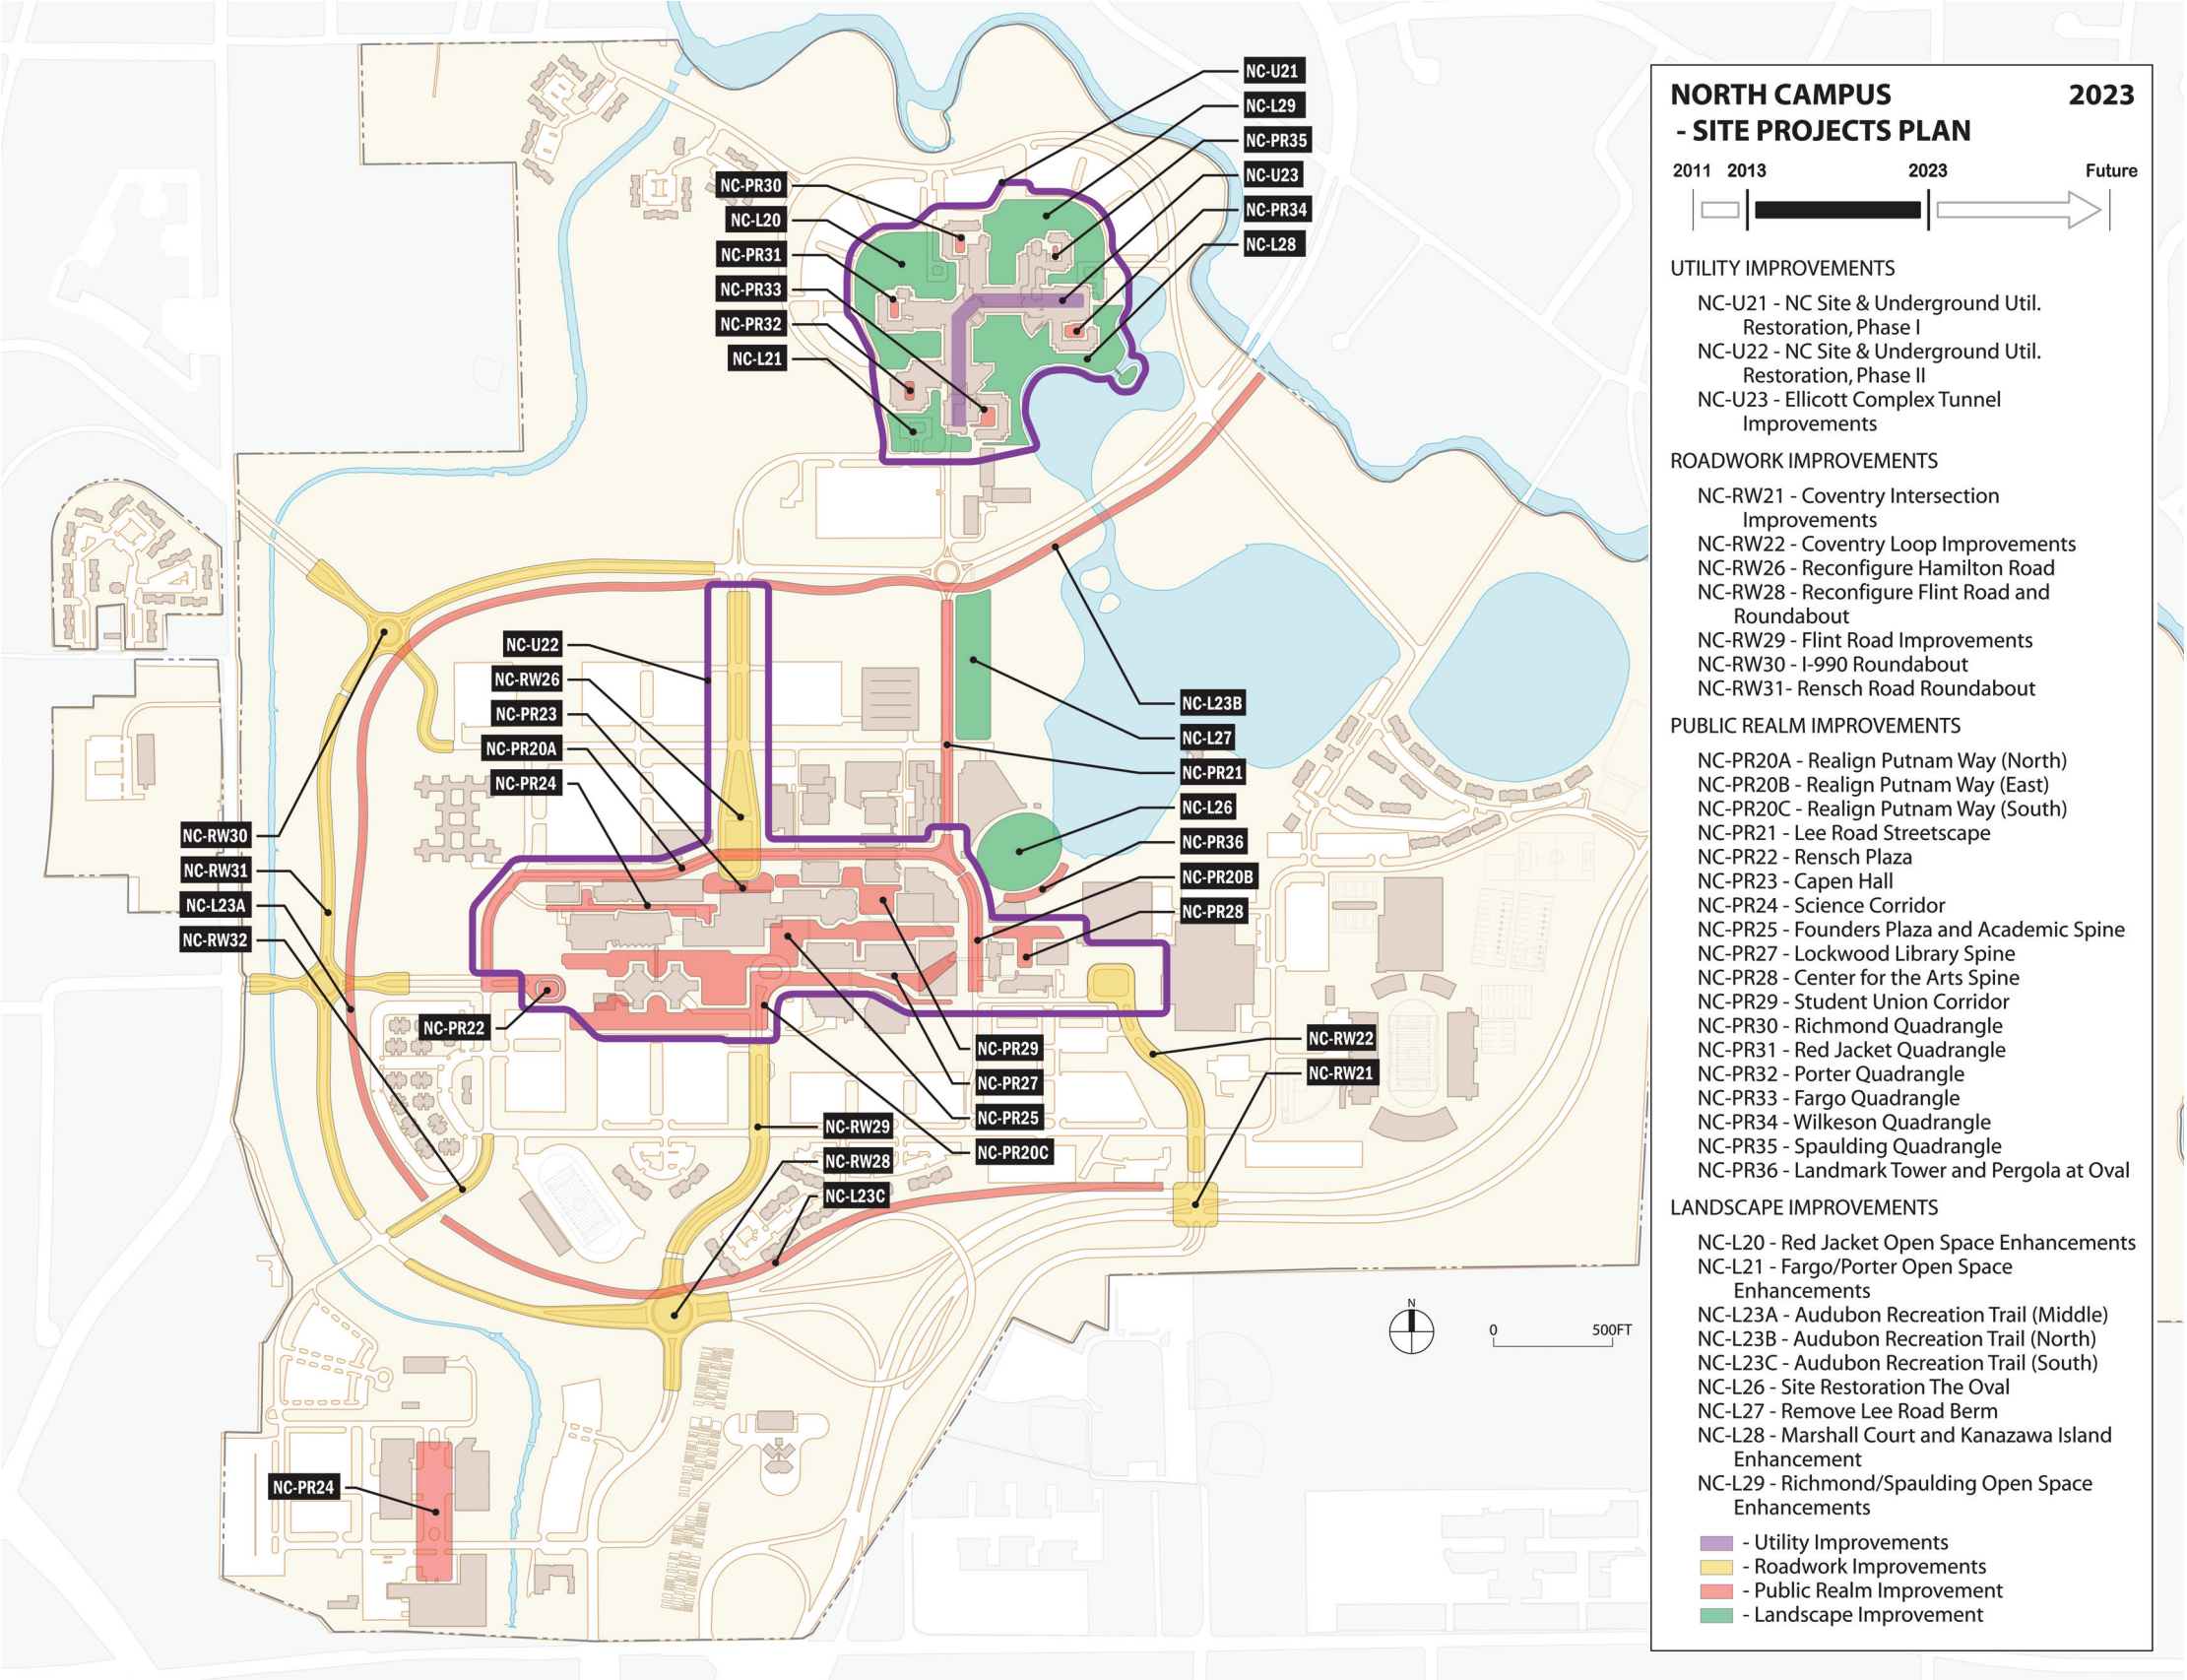 NC-U21
NC-L29
NC-PR35
NC-U23
NC-PR34
NC-L28
NC-PR30
NC-L20
NC-PR31
NC-PR33
NC-PR32
NC-L21
NC-U22
NC-RW26
NC-PR23
NC-PR20A
NC-PR24
NC-L23B
NC-L27
NC-PR21
NC-L26
NC-PR36
NC-PR20B
NC-PR28
NC-RW30
NC-RW31
NC-L23A
NC-RW32
NC-PR22
NC-PR29
NC-PR27
NC-PR25
NC-PR20C
NC-RW22
NC-RW21
NC-RW29
NC-RW28
NC-L23C
NC-PR24
N
0 500FT
NORTH CAMPUS 2023
- SITE PROJECTS PLAN
2011 2013 2023 Future
UTILITY IMPROVEMENTS
NC-U21 - NC Site & Underground Util.
Restoration, Phase I
NC-U22 - NC Site & Underground Util.
Restoration, Phase II
NC-U23 - Ellicott Complex Tunnel
Improvements
ROADWORK IMPROVEMENTS
NC-RW21 - Coventry Intersection
Improvements
NC-RW22 - Coventry Loop Improvements
NC-RW26 - Reconfigure Hamilton Road
NC-RW28 - Reconfigure Flint Road and
Roundabout
NC-RW29 - Flint Road Improvements
NC-RW30 - I-990 Roundabout
NC-RW31- Rensch Road Roundabout
PUBLIC REALM IMPROVEMENTS
NC-PR20A - Realign Putnam Way (North)
NC-PR20B - Realign Putnam Way (East)
NC-PR20C - Realign Putnam Way (South)
NC-PR21 - Lee Road Streetscape
NC-PR22 - Rensch Plaza
NC-PR23 - Capen Hall
NC-PR24 - Science Corridor
NC-PR25 - Founders Plaza and Academic Spine
NC-PR27 - Lockwood Library Spine
NC-PR28 - Center for the Arts Spine
NC-PR29 - Student Union Corridor
NC-PR30 - Richmond Quadrangle
NC-PR31 - Red Jacket Quadrangle
NC-PR32 - Porter Quadrangle
NC-PR33 - Fargo Quadrangle
NC-PR34 - Wilkeson Quadrangle
NC-PR35 - Spaulding Quadrangle
NC-PR36 - Landmark Tower and Pergola at Oval
LANDSCAPE IMPROVEMENTS
NC-L20 - Red Jacket Open Space Enhancements
NC-L21 - Fargo/Porter Open Space
Enhancements
NC-L23A - Audubon Recreation Trail (Middle)
NC-L23B - Audubon Recreation Trail (North)
NC-L23C - Audubon Recreation Trail (South)
NC-L26 - Site Restoration The Oval
NC-L27 - Remove Lee Road Berm
NC-L28 - Marshall Court and Kanazawa Island
Enhancement
NC-L29 - Richmond/Spaulding Open Space
Enhancements
- Utility Improvements
- Roadwork Improvements
- Public Realm Improvement
- Landscape Improvement